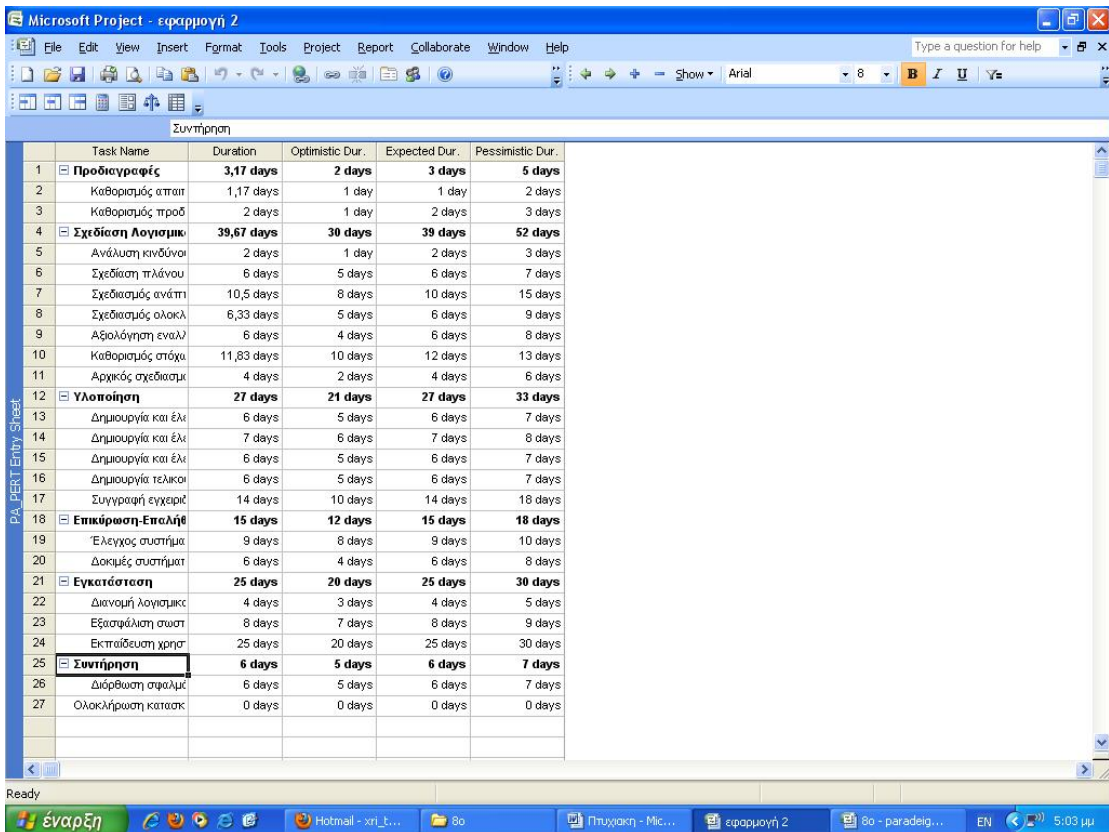 Microsoft Project - εφαρμογή 2
File Edit View Insert Format Tools Project Report Collaborate Window Help Type a question for help
Show Arial 8 B I U
Συντήρηση
Task Name Duration Optimistic Dur. Expected Dur. Pessimistic Dur.
1 Προδιαγραφές 3,17 days 2 days 3 days 5 days
2 Καθορισμός απαιτ 1,17 days 1 day 1 day 2 days
3 Καθορισμός προδ 2 days 1 day 2 days 3 days
4 Σχεδίαση Λογισμικ 39,67 days 30 days 39 days 52 days
5 Ανάλυση κινδύνο 2 days 1 day 2 days 3 days
6 Σχεδίαση πλάνου 6 days 5 days 6 days 7 days
7 Σχεδιασμός ανάπτ 10,5 days 8 days 10 days 15 days
8 Σχεδιασμός ολοκλ 6,33 days 5 days 6 days 9 days
9 Αξιολόγηση εναλλ 6 days 4 days 6 days 8 days
10 Καθορισμός στόχω 11,83 days 10 days 12 days 13 days
11 Αρχικός σχεδιασμ 4 days 2 days 4 days 6 days
12 Υλοποίηση 27 days 21 days 27 days 33 days
13 Δημιουργία και έλε 6 days 5 days 6 days 7 days
14 Δημιουργία και έλε 7 days 6 days 7 days 8 days
15 Δημιουργία και έλε 6 days 5 days 6 days 7 days
16 Δημιουργία τελικο 6 days 5 days 6 days 7 days
17 Συγγραφή εγχειριδ 14 days 10 days 14 days 18 days
18 Επικύρωση-Επαλήθ 15 days 12 days 15 days 18 days
19 Έλεγχος συστήμα 9 days 8 days 9 days 10 days
20 Δοκιμές συστήματ 6 days 4 days 6 days 8 days
21 Εγκατάσταση 25 days 20 days 25 days 30 days
22 Διανομή λογισμικο 4 days 3 days 4 days 5 days
23 Εξασφάλιση σωστ 8 days 7 days 8 days 9 days
24 Εκπαίδευση χρησ 25 days 20 days 25 days 30 days
25 Συντήρηση 6 days 5 days 6 days 7 days
26 Διόρθωση σφαλμά 6 days 5 days 6 days 7 days
27 Ολοκλήρωση κατασκ 0 days 0 days 0 days 0 days
PA_PERT Entry Sheet
Ready
έναρξη Hotmail - xri_t... 8ο Πτυχιακη - Mic... εφαρμογή 2 8ο - paradeig... EN 5:03 μμ